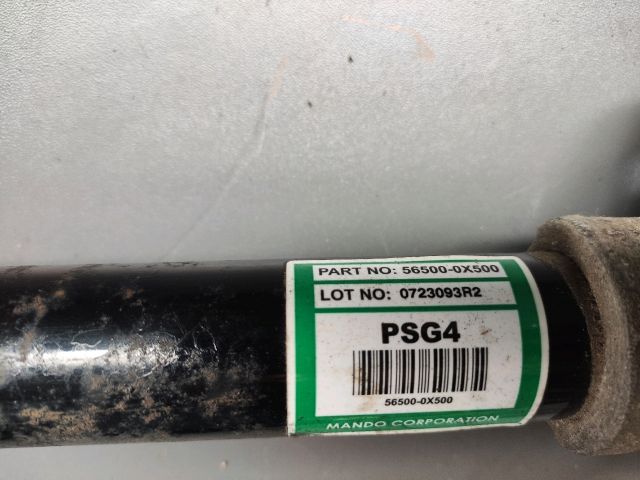 PART NO: 56500-0X500
LOT NO: 0723093R2
PSG4
56500-0X500
MANDO CORPORATION